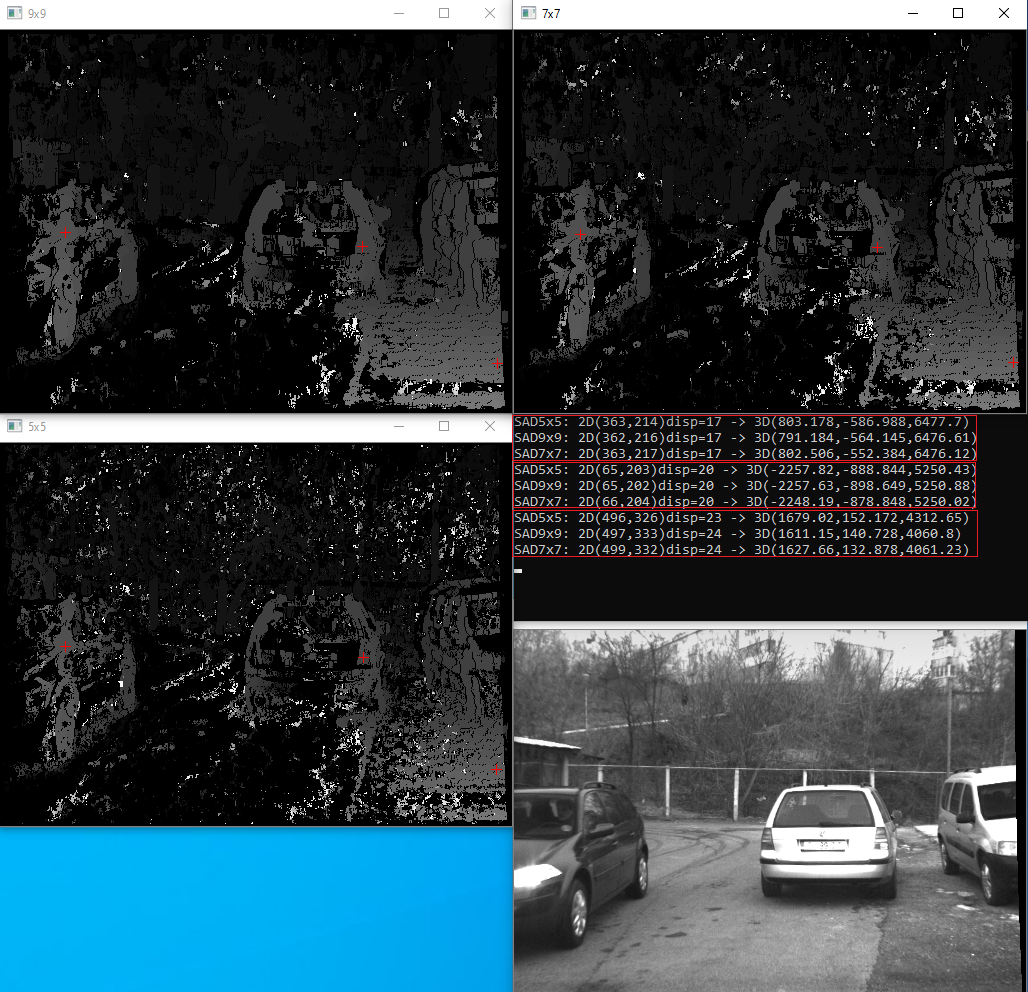 9x9
7x7
5x5
SAD5x5: 2D(363,214)disp=17 -> 3D(803.178,-586.988,6477.7)
SAD9x9: 2D(362,216)disp=17 -> 3D(791.184,-564.145,6476.61)
SAD7x7: 2D(363,217)disp=17 -> 3D(802.506,-552.384,6476.12)
SAD5x5: 2D(65,203)disp=20 -> 3D(-2257.82,-888.844,5250.43)
SAD9x9: 2D(65,202)disp=20 -> 3D(-2257.63,-898.649,5250.88)
SAD7x7: 2D(66,204)disp=20 -> 3D(-2248.19,-878.848,5250.02)
SAD5x5: 2D(496,326)disp=23 -> 3D(1679.02,152.172,4312.65)
SAD9x9: 2D(497,333)disp=24 -> 3D(1611.15,140.728,4060.8)
SAD7x7: 2D(499,332)disp=24 -> 3D(1627.66,132.878,4061.23)